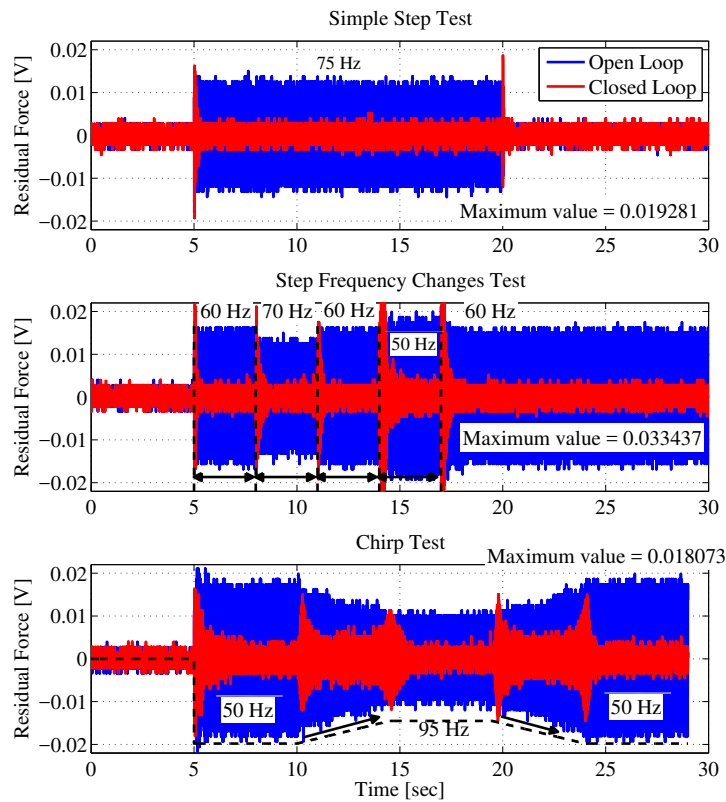 Simple Step Test
Residual Force [V]
0.02
0.01
0
−0.01
−0.02
75 Hz
Open Loop
Closed Loop
Maximum value = 0.019281
0 5 10 15 20 25 30
Step Frequency Changes Test
Residual Force [V]
0.02
0.01
0
−0.01
−0.02
60 Hz 70 Hz 60 Hz 60 Hz
50 Hz
Maximum value = 0.033437
0 5 10 15 20 25 30
Chirp Test
Maximum value = 0.018073
Residual Force [V]
0.02
0.01
0
−0.01
−0.02
50 Hz 50 Hz
95 Hz
0 5 10 15 20 25 30
Time [sec]